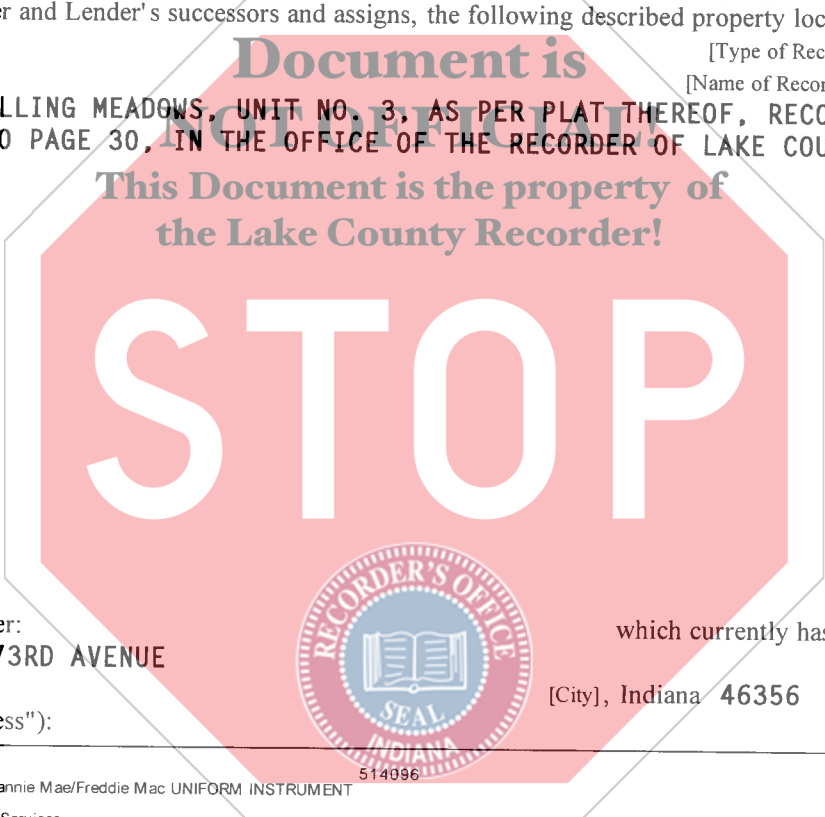 er and Lender's successors and assigns, the following described property loc
Document is
[Type of Rec
[Name of Recor
LLING MEADOWS, UNIT NO. 3, AS PER PLAT THEREOF, RECO
NOT OFFICIAL!
0 PAGE 30, IN THE OFFICE OF THE RECORDER OF LAKE COU
This Document is the property of
the Lake County Recorder!
STOP
RECORDER'S OFFICE
SEAL
INDIANA
er:
which currently has
73RD AVENUE
[City], Indiana 46356
ess"):
514096
annie Mae/Freddie Mac UNIFORM INSTRUMENT